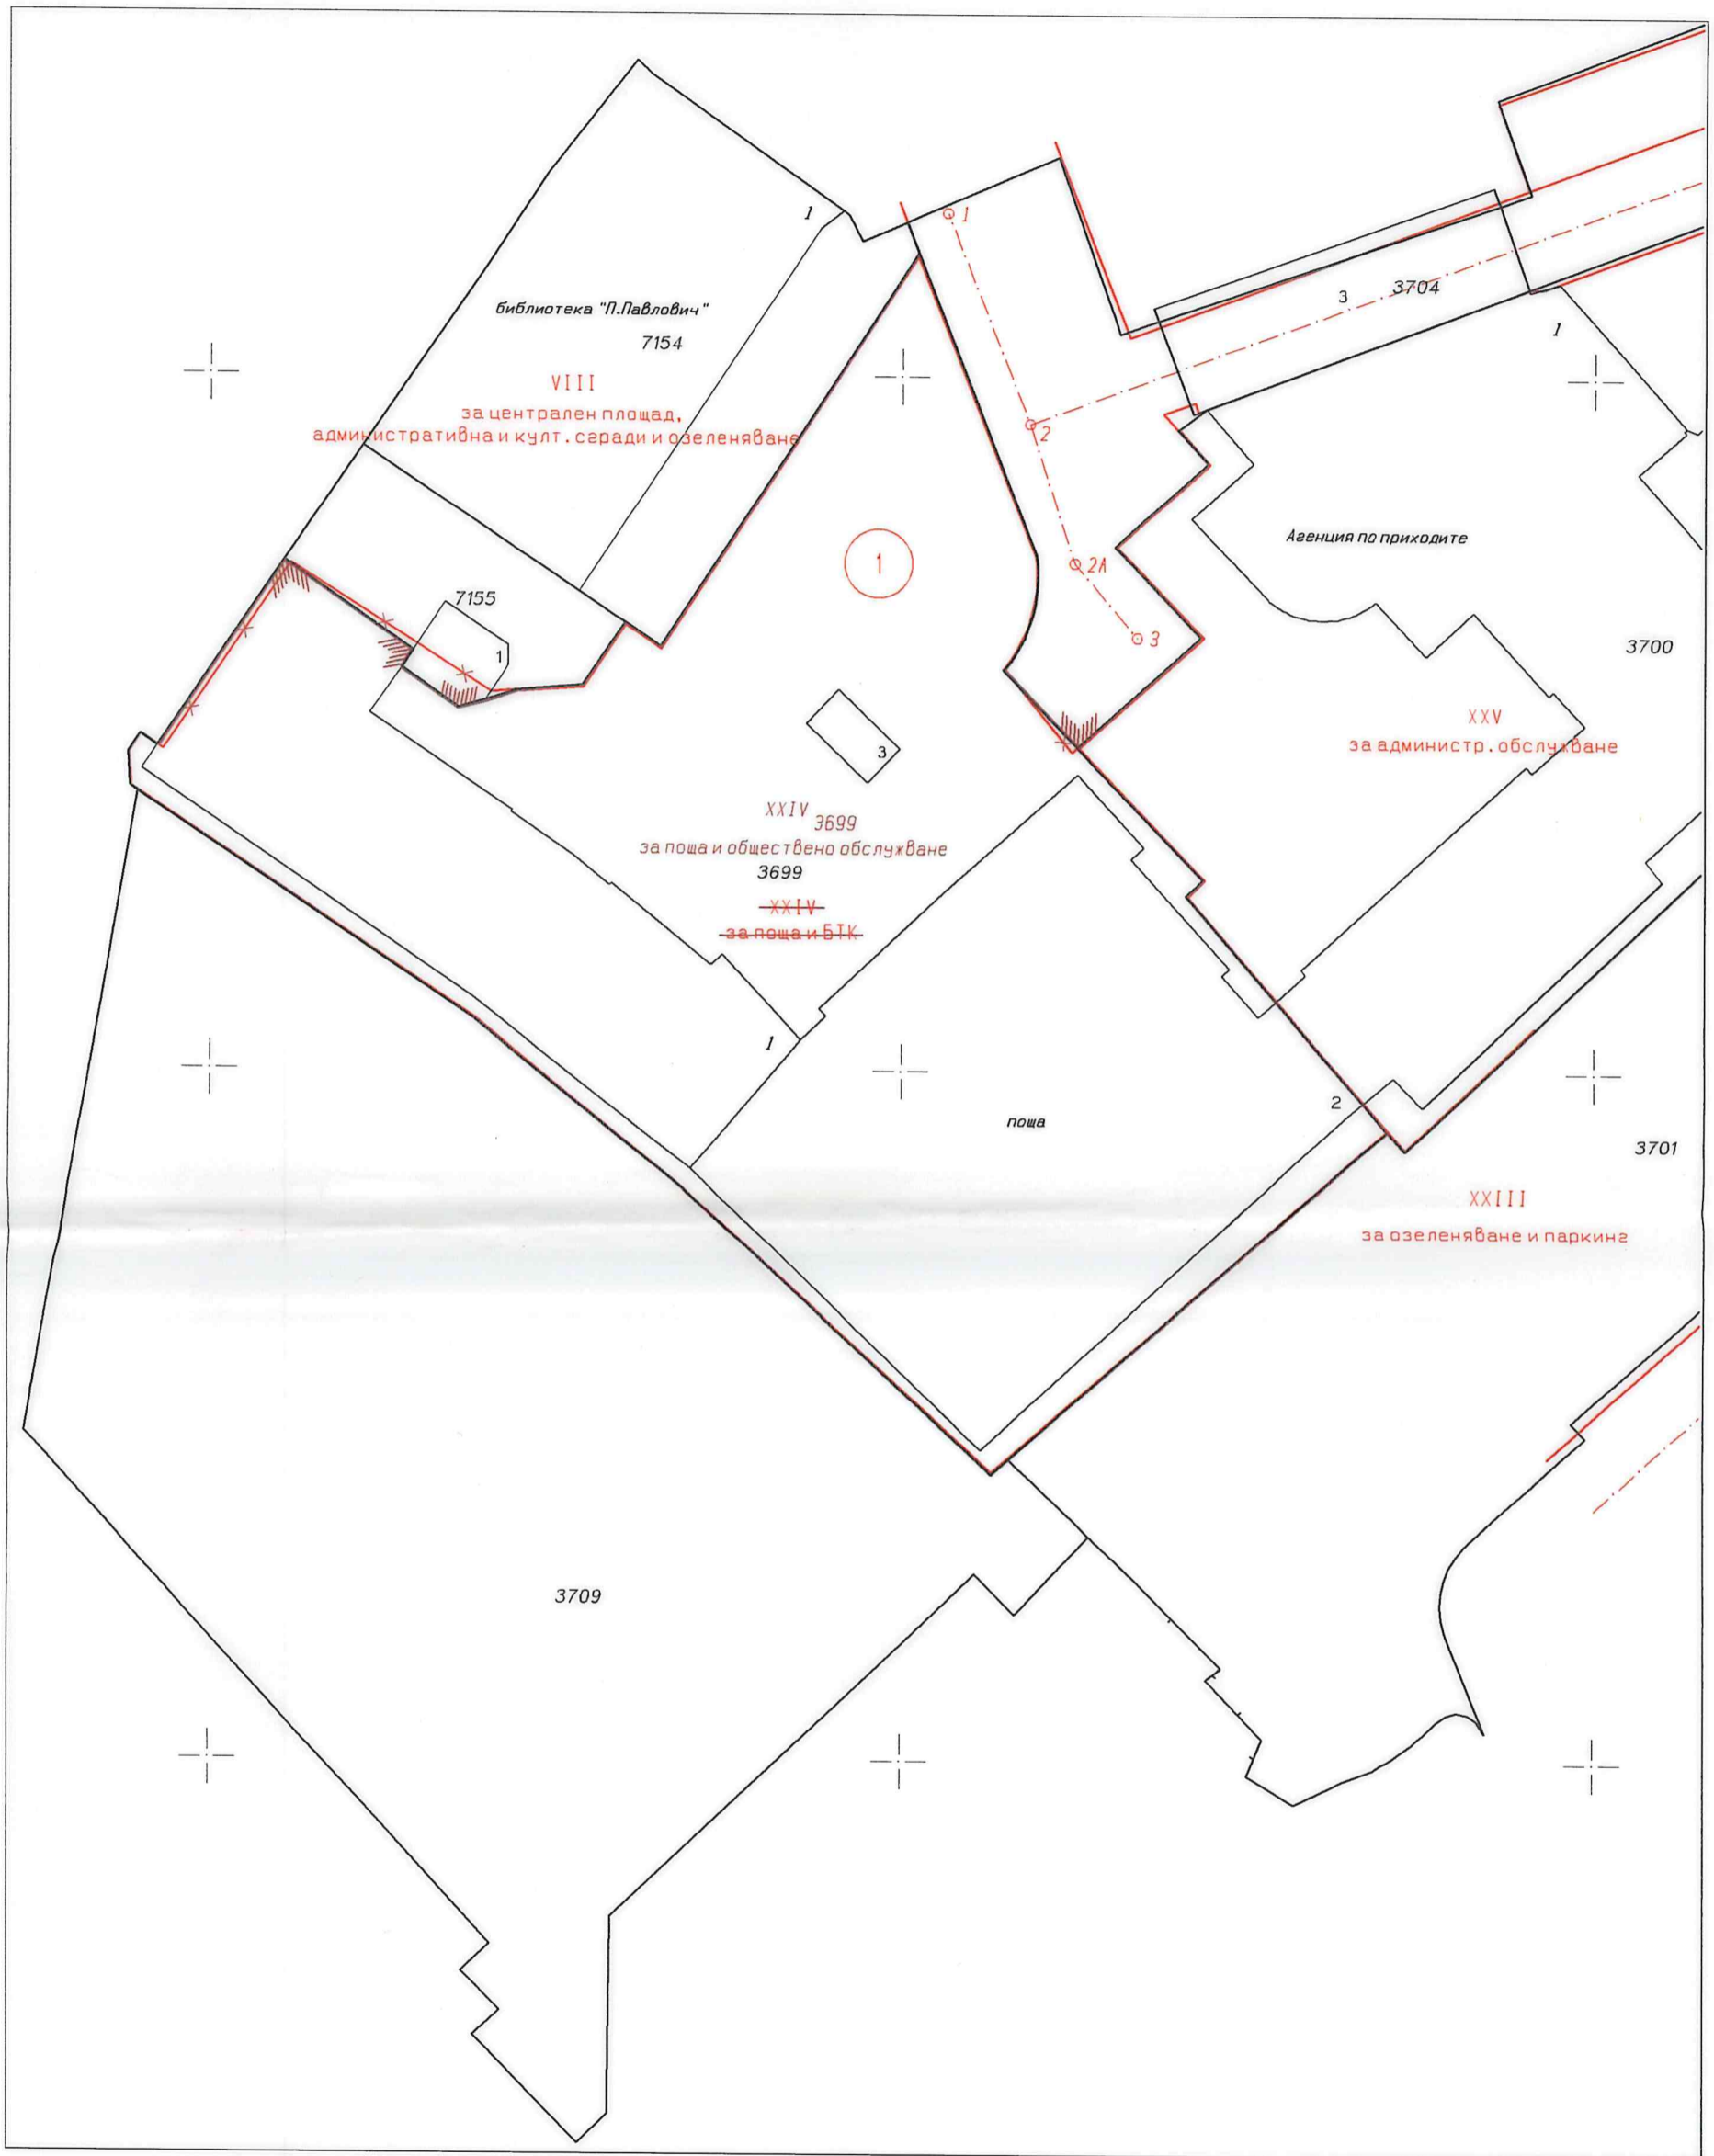 1
1
библиотека "П.Павлович"
7154
3
3704
1
VIII
за централен площад,
административна и култ. сгради и озеленяване
2
Агенция по приходите
1
2А
7155
3
3700
1
XXV
за администр. обслужване
3
XXIV 3699
за поща и обществено обслужване
3699
XXIV
за поща и БТК
1
поща
2
3701
XXIII
за озеленяване и паркинг
3709